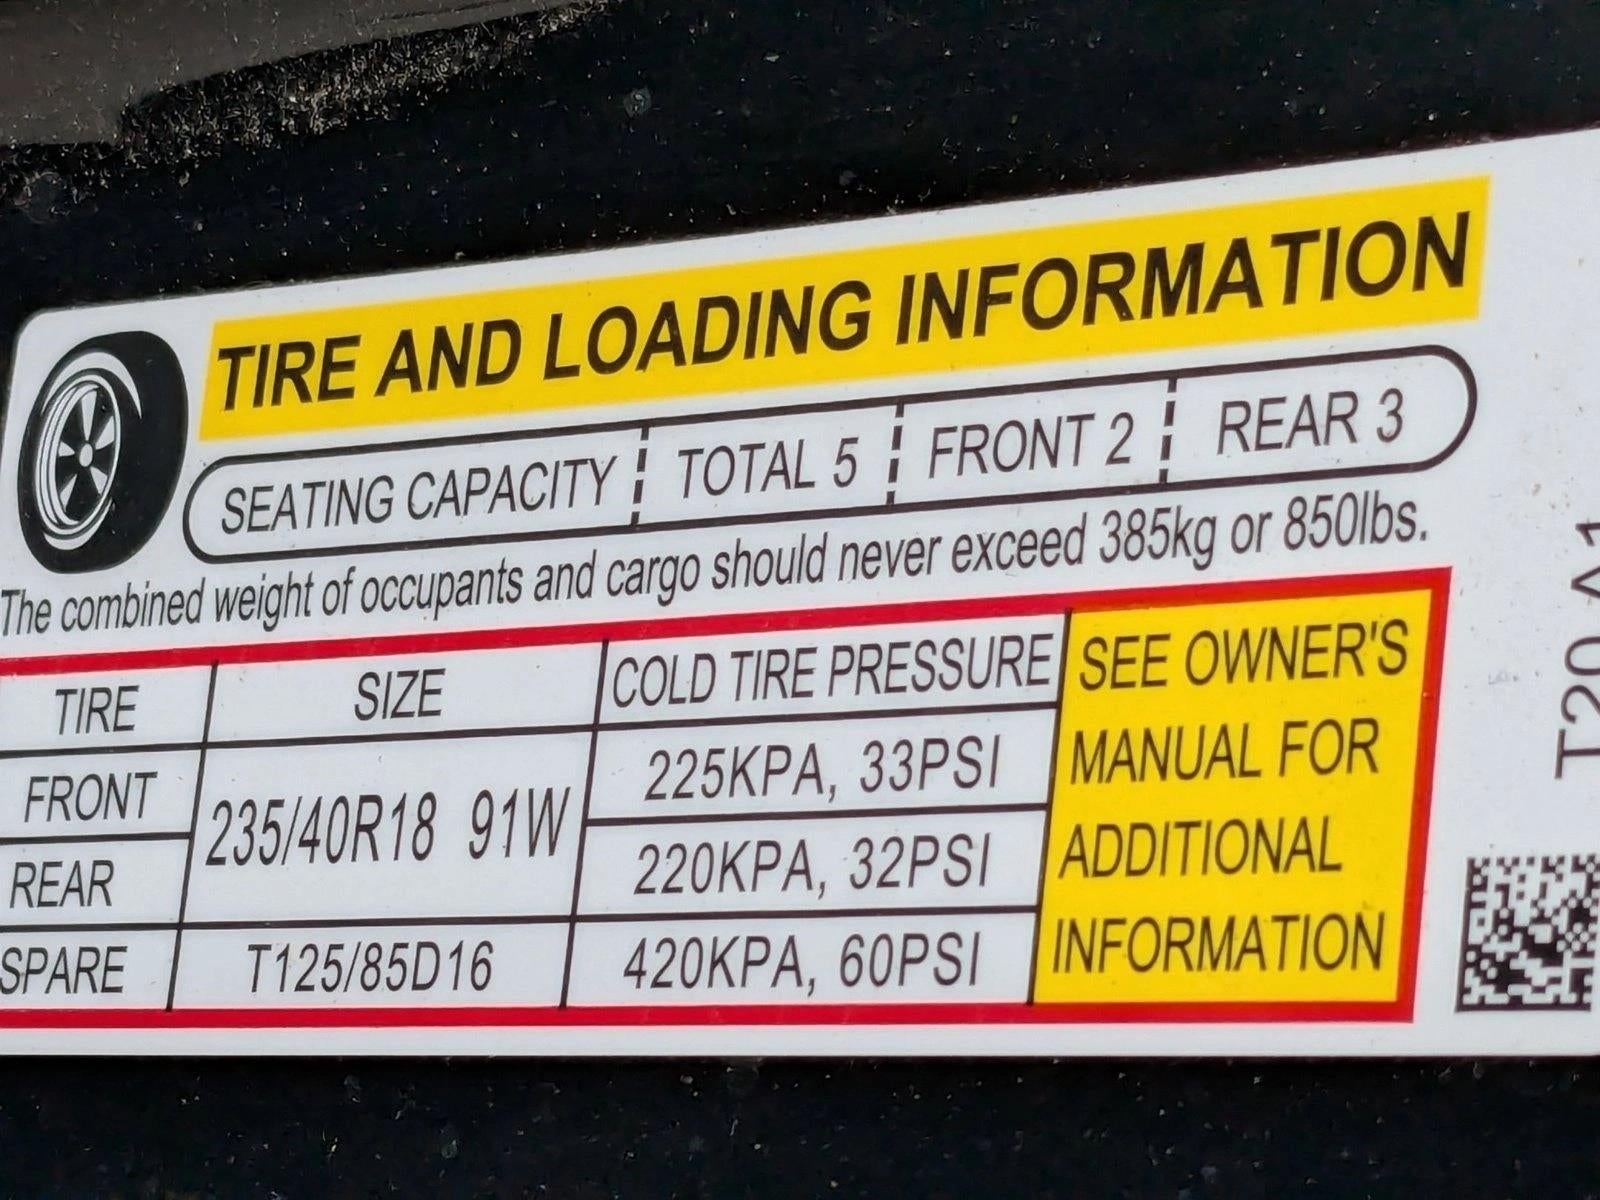 TIRE AND LOADING INFORMATION
SEATING CAPACITY TOTAL 5 FRONT 2 REAR 3
The combined weight of occupants and cargo should never exceed 385kg or 850lbs.
TIRE SIZE COLD TIRE PRESSURE
FRONT 235/40R18 91W 225KPA, 33PSI
REAR 220KPA, 32PSI
SPARE T125/85D16 420KPA, 60PSI
SEE OWNER'S
MANUAL FOR
ADDITIONAL
INFORMATION
T20 A1